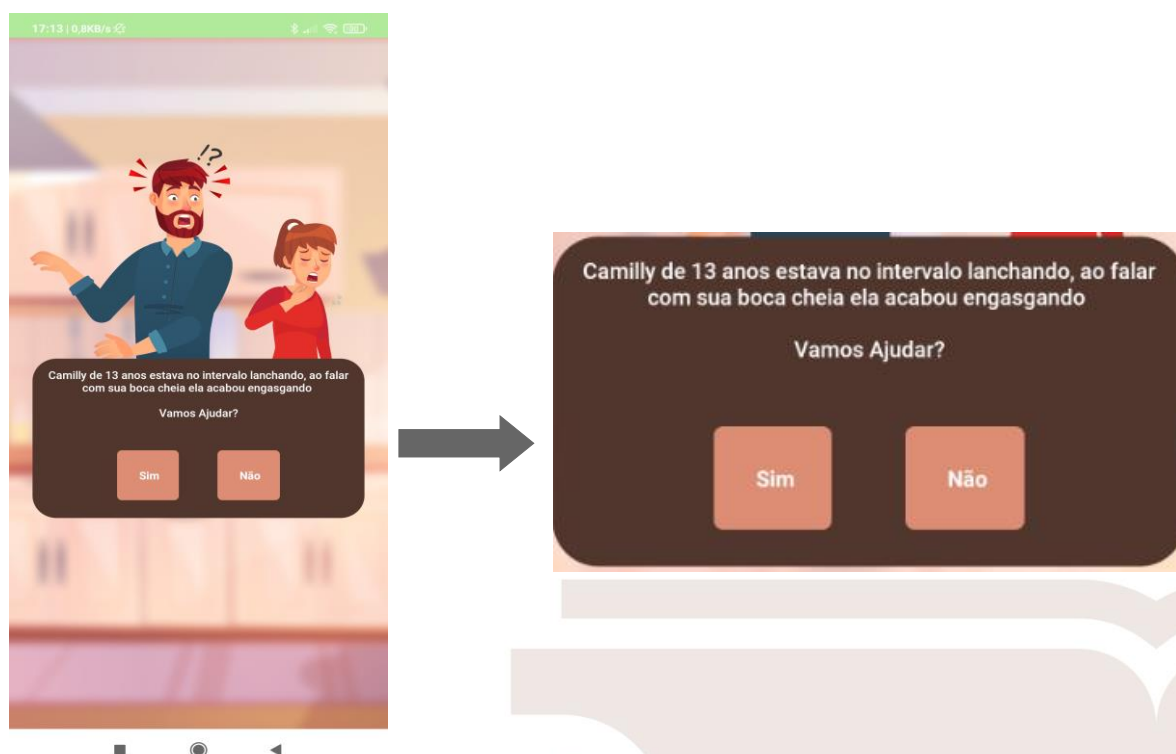 17:13 | 0,8KB/s
!?
Camilly de 13 anos estava no intervalo lanchando, ao falar
com sua boca cheia ela acabou engasgando
Vamos Ajudar?
Sim Não
Camilly de 13 anos estava no intervalo lanchando, ao falar
com sua boca cheia ela acabou engasgando
Vamos Ajudar?
Sim Não